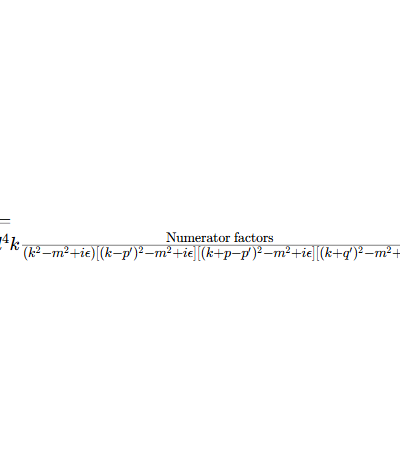 =
⁴k Numerator factors
(k²−m²+iϵ)[(k−p′)²−m²+iϵ][(k+p−p′)²−m²+iϵ][(k+q′)²−m²+